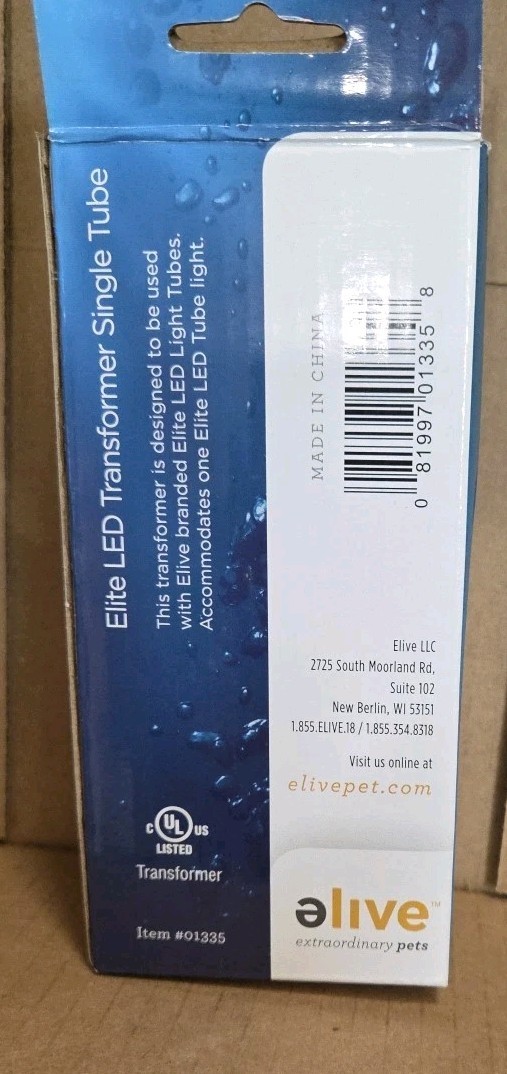 Elite LED Transformer Single Tube
This transformer is designed to be used
with Elive branded Elite LED Light Tubes.
Accommodates one Elite LED Tube light.
MADE IN CHINA
0 81997 01335 8
Elive LLC
2725 South Moorland Rd,
Suite 102
New Berlin, WI 53151
1.855.ELIVE.18 / 1.855.354.8318
Visit us online at
elivepet.com
C UL US
LISTED
Transformer
Item #01335
elive™
extraordinary pets